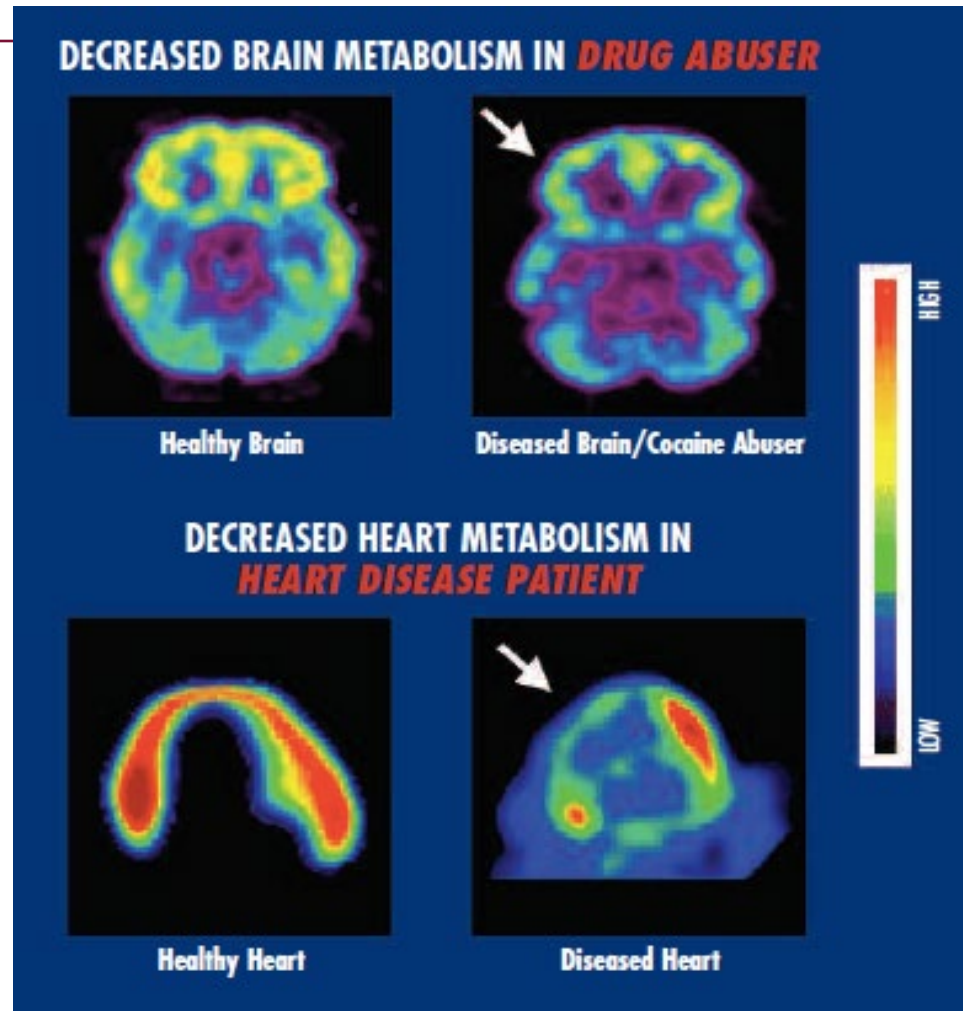 DECREASED BRAIN METABOLISM IN DRUG ABUSER
Healthy Brain
Diseased Brain/Cocaine Abuser
HIGH
LOW
DECREASED HEART METABOLISM IN
HEART DISEASE PATIENT
Healthy Heart
Diseased Heart